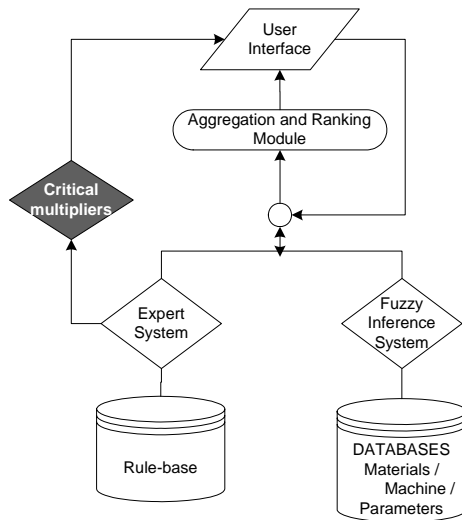 User
Interface
Aggregation and Ranking
Module
Critical
multipliers
Expert
System
Fuzzy
Inference
System
Rule-base
DATABASES
Materials /
Machine /
Parameters